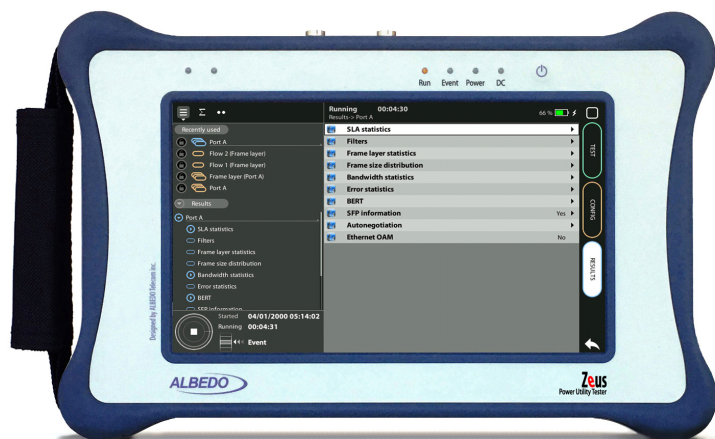 Run Event Power DC
Σ
Recently used
Port A
Flow 2 (Frame layer)
Flow 1 (Frame layer)
Frame layer (Port A)
Port A
Results
Port A
SLA statistics
Filters
Frame layer statistics
Frame size distribution
Bandwidth statistics
Error statistics
BERT
SFP information
Started 04/01/2000 05:14:02
Running 00:04:31
Event
Running 00:04:30
Results-> Port A
66 %
SLA statistics
Filters
Frame layer statistics
Frame size distribution
Bandwidth statistics
Error statistics
BERT
SFP information Yes
Autonegotiation
Ethernet OAM No
TEST
CONFIG
RESULTS
Designed by ALBEDO Telecom inc.
ALBEDO
Zeus
Power Utility Tester